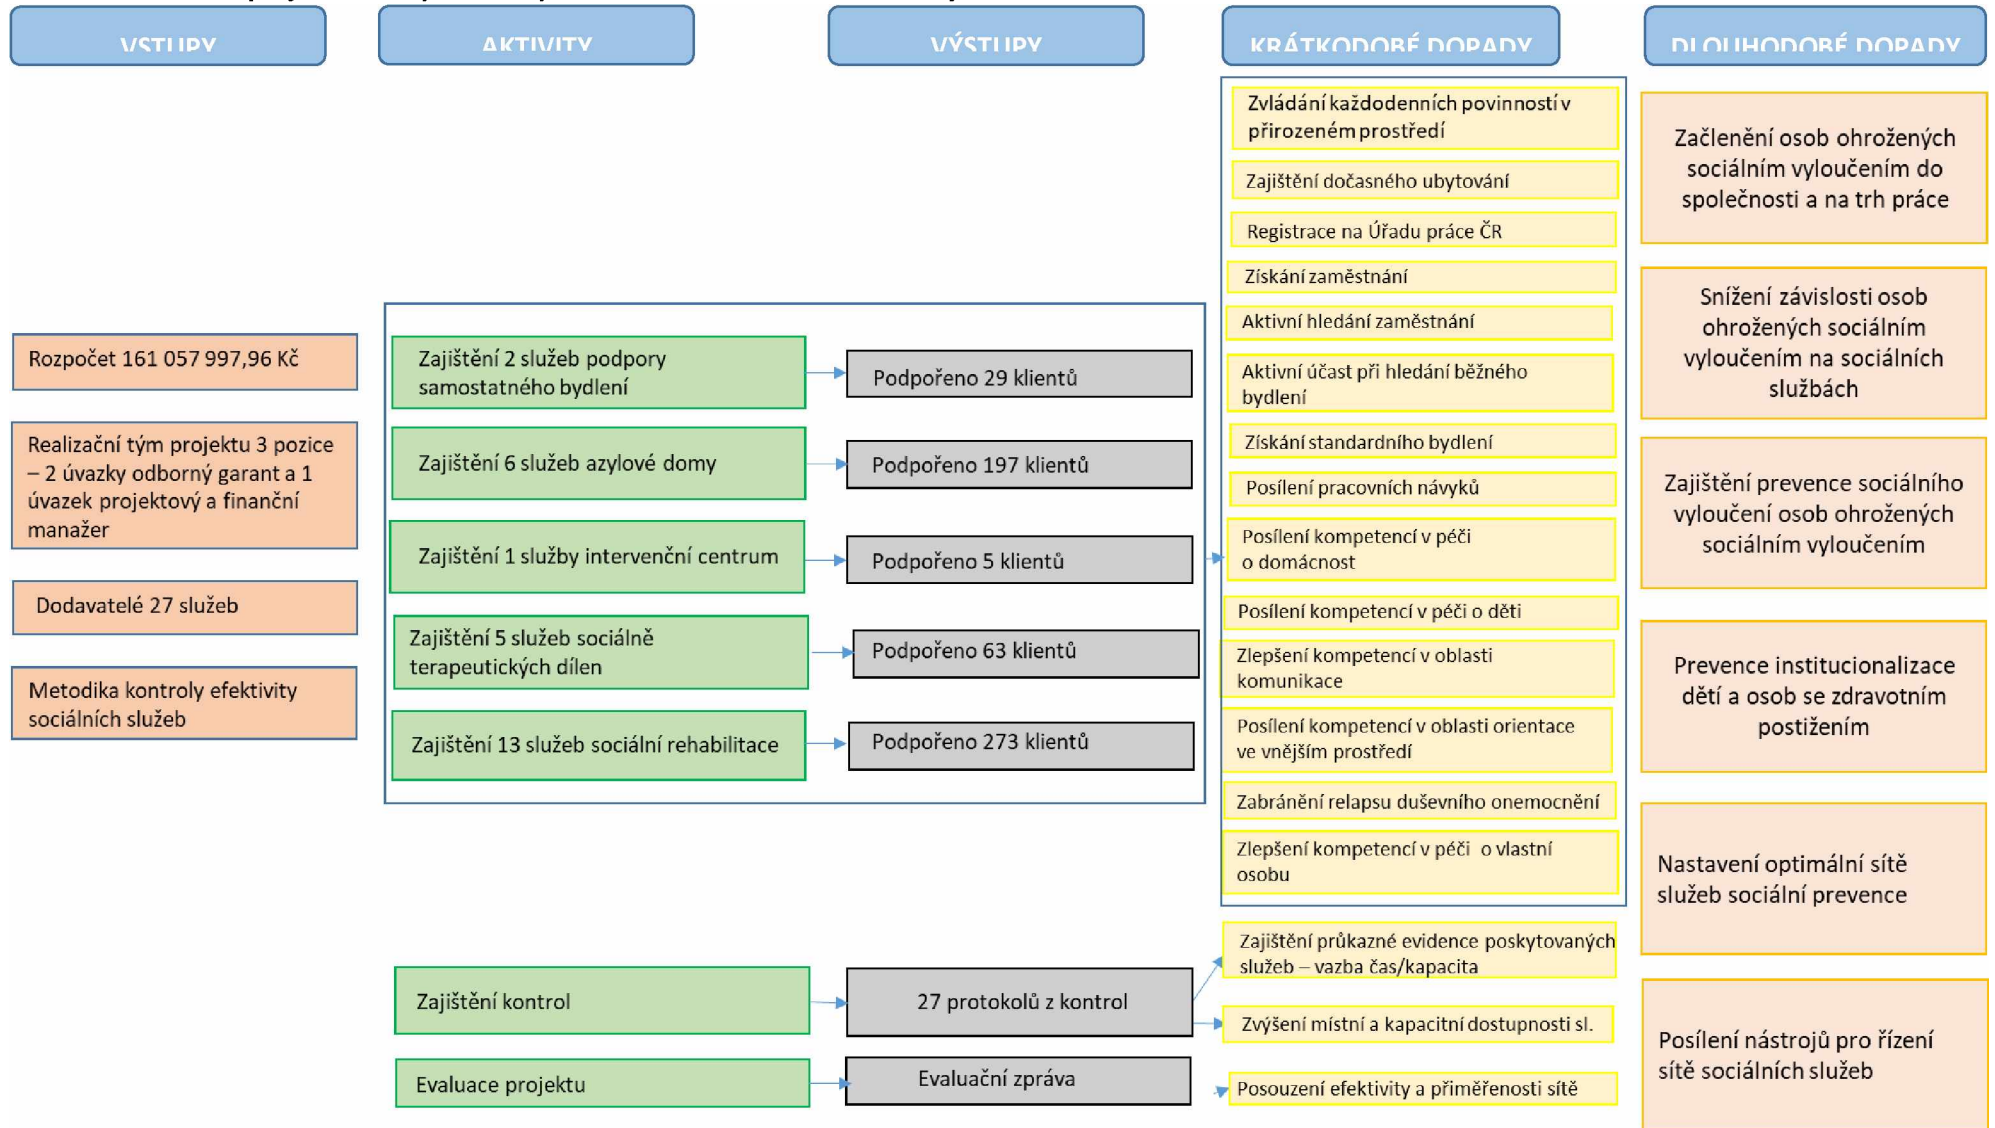 VSTUPY
AKTIVITY
VÝSTUPY
KRÁTKODOBÉ DOPADY
DLOUHODOBÉ DOPADY
Rozpočet 161 057 997,96 Kč
Realizační tým projektu 3 pozice
– 2 úvazky odborný garant a 1
úvazek projektový a finanční
manažer
Dodavatelé 27 služeb
Metodika kontroly efektivity
sociálních služeb
Zajištění 2 služeb podpory
samostatného bydlení
Zajištění 6 služeb azylové domy
Zajištění 1 služby intervenční centrum
Zajištění 5 služeb sociálně
terapeutických dílen
Zajištění 13 služeb sociální rehabilitace
Zajištění kontrol
Evaluace projektu
Podpořeno 29 klientů
Podpořeno 197 klientů
Podpořeno 5 klientů
Podpořeno 63 klientů
Podpořeno 273 klientů
27 protokolů z kontrol
Evaluační zpráva
Zvládání každodenních povinností v
přirozeném prostředí
Zajištění dočasného ubytování
Registrace na Úřadu práce ČR
Získání zaměstnání
Aktivní hledání zaměstnání
Aktivní účast při hledání běžného
bydlení
Získání standardního bydlení
Posílení pracovních návyků
Posílení kompetencí v péči
o domácnost
Posílení kompetencí v péči o děti
Zlepšení kompetencí v oblasti
komunikace
Posílení kompetencí v oblasti orientace
ve vnějším prostředí
Zabránění relapsu duševního onemocnění
Zlepšení kompetencí v péči o vlastní
osobu
Zajištění průkazné evidence poskytovaných
služeb – vazba čas/kapacita
Zvýšení místní a kapacitní dostupnosti sl.
Posouzení efektivity a přiměřenosti sítě
Začlenění osob ohrožených
sociálním vyloučením do
společnosti a na trh práce
Snížení závislosti osob
ohrožených sociálním
vyloučením na sociálních
službách
Zajištění prevence sociálního
vyloučení osob ohrožených
sociálním vyloučením
Prevence institucionalizace
dětí a osob se zdravotním
postižením
Nastavení optimální sítě
služeb sociální prevence
Posílení nástrojů pro řízení
sítě sociálních služeb